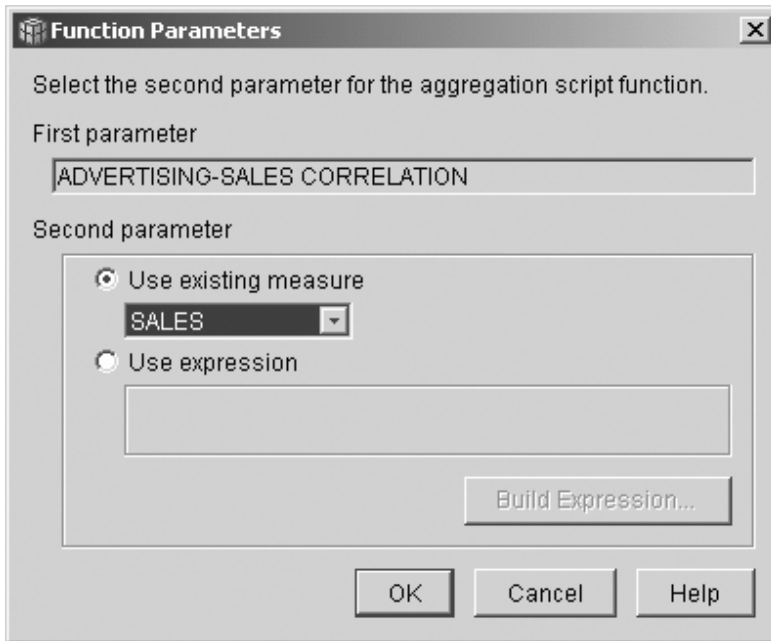 Function Parameters
Select the second parameter for the aggregation script function.
First parameter
ADVERTISING-SALES CORRELATION
Second parameter
Use existing measure
SALES
Use expression
Build Expression...
OK Cancel Help